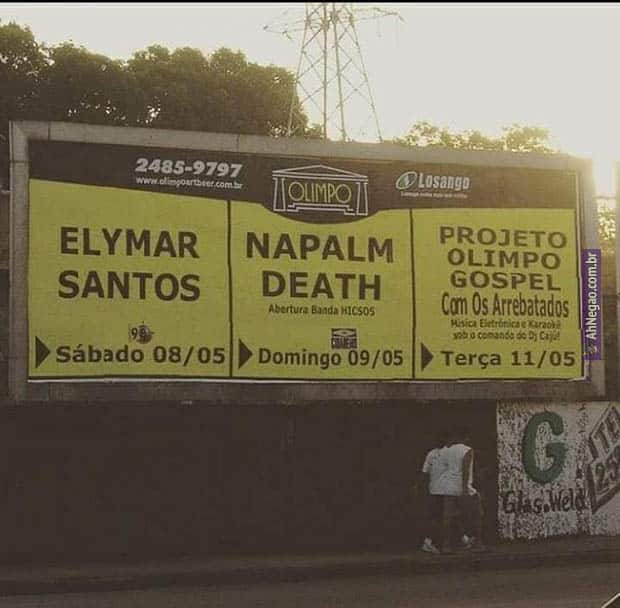 2485-9797
www.olimpoartbeer.com.br
OLIMPO
Losango
ELYMAR
SANTOS
98
Sábado 08/05
NAPALM
DEATH
Abertura Banda HICSOS
Domingo 09/05
PROJETO
OLIMPO
GOSPEL
Com Os Arrebatados
Música Eletrônica e Karaokê
sob o comando do Dj Cajú!
Terça 11/05
AhNegao.com.br
G
Glas.Weld